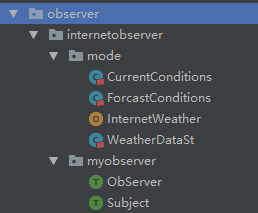 observer
internetobserver
mode
CurrentConditions
ForcastConditions
InternetWeather
WeatherDataSt
myobserver
ObServer
Subject